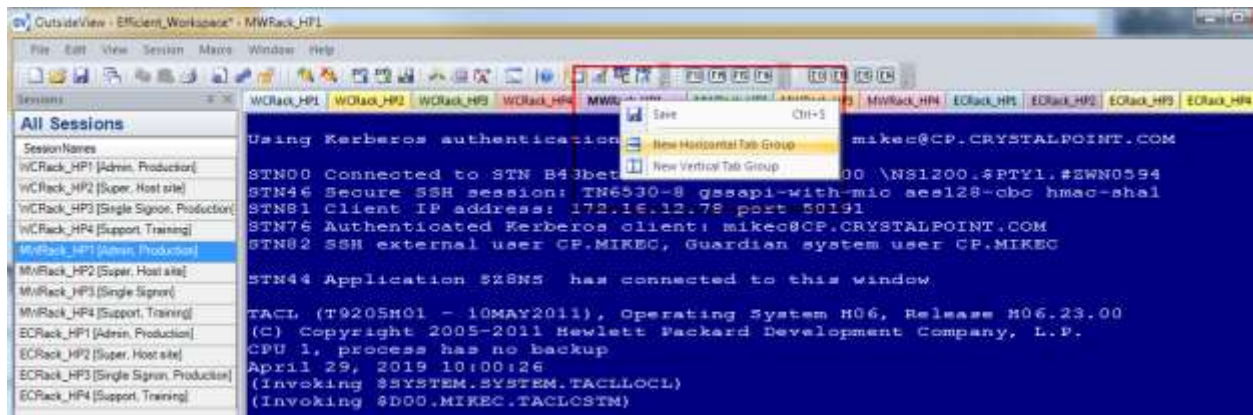 OutsideView - Efficient_Workspace* - MWRack_HP1
File Edit View Session Macro Window Help
Sessions
WCRack_HP1 WCRack_HP2 WCRack_HP3 WCRack_HP4 MWRack_HP4 ECRack_HP1 ECRack_HP2 ECRack_HP3 ECRack_HP4
All Sessions
Session Names
WCRack_HP1 [Admin, Production]
WCRack_HP2 [Super, Host site]
WCRack_HP3 [Single Signon, Production]
WCRack_HP4 [Support, Training]
MWRack_HP1 [Admin, Production]
MWRack_HP2 [Super, Host site]
MWRack_HP3 [Single Signon]
MWRack_HP4 [Support, Training]
ECRack_HP1 [Admin, Production]
ECRack_HP2 [Super, Host site]
ECRack_HP3 [Single Signon, Production]
ECRack_HP4 [Support, Training]
Save Ctrl+S
New Horizontal Tab Group
New Vertical Tab Group
Using Kerberos authentication mikec@CP.CRYSTALPOINT.COM
STN00 Connected to STN 00 \NS1200.$PTY1.#ZWN0594
STN46 Secure SSH session: TN6530-8 gssapi-with-mic aes128-cbc hmac-sha1
STN81 Client IP address: 172.16.12.78 port 50191
STN76 Authenticated Kerberos client: mikec@CP.CRYSTALPOINT.COM
STN82 SSH external user CP.MIKEC, Guardian system user CP.MIKEC
STN44 Application $Z8NS has connected to this window
TACL (T9205H01 - 10MAY2011), Operating System H06, Release H06.23.00
(C) Copyright 2005-2011 Hewlett Packard Development Company, L.P.
CPU 1, process has no backup
April 29, 2019 10:00:26
(Invoking $SYSTEM.SYSTEM.TACLLOCL)
(Invoking $D00.MIKEC.TACLCSTM)